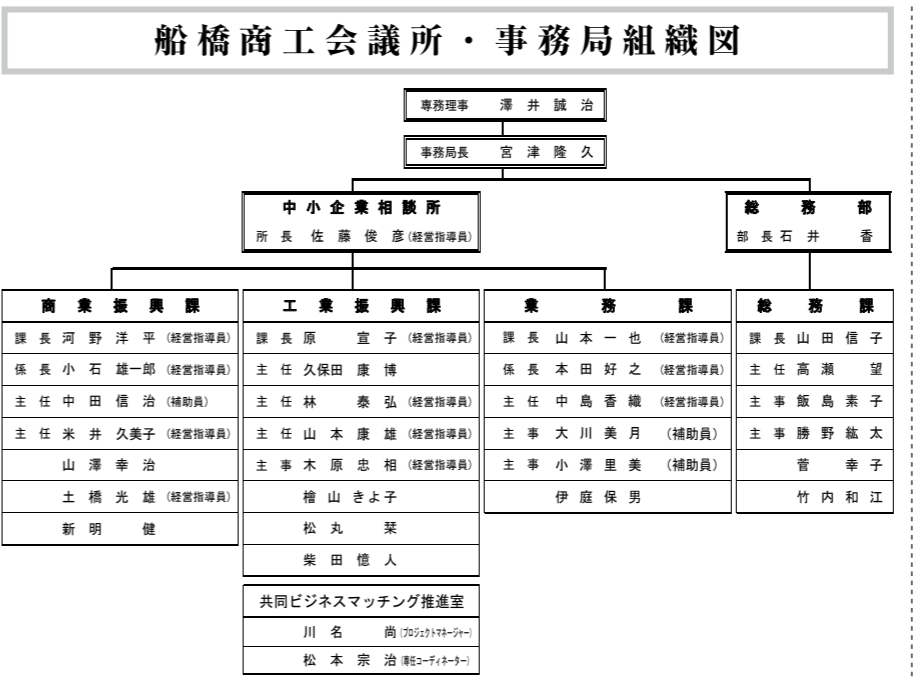 船橋商工会議所・事務局組織図
専務理事 澤井誠治
事務局長 宮津隆久
中小企業相談所
所長 佐藤俊彦(経営指導員)
総務部
部長 石井香
商業振興課
課長 河野洋平 (経営指導員)
係長 小石雄一郎 (経営指導員)
主任 中田信治 (補助員)
主任 米井久美子 (経営指導員)
山澤幸治
土橋光雄 (経営指導員)
新明健
工業振興課
課長 原宣子 (経営指導員)
主任 久保田康博
主任 林泰弘 (経営指導員)
主任 山本康雄 (経営指導員)
主事 木原忠相 (経営指導員)
檜山きよ子
松丸栞
柴田憶人
共同ビジネスマッチング推進室
川名尚(プロジェクトマネージャー)
松本宗治(専任コーディネーター)
業務課
課長 山本一也 (経営指導員)
係長 本田好之 (経営指導員)
主任 中島香織 (経営指導員)
主事 大川美月 (補助員)
主事 小澤里美 (補助員)
伊庭保男
総務課
課長 山田信子
主任 高瀬望
主事 飯島素子
主事 勝野紘太
菅幸子
竹内和江